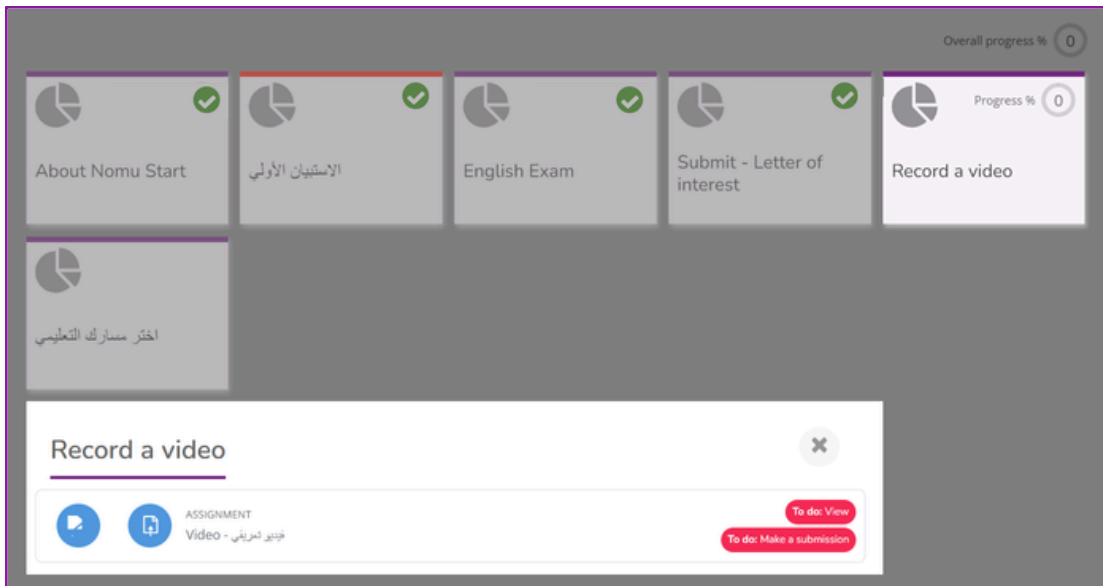 Overall progress % 0
About Nomu Start
الاستبيان الأولي
English Exam
Submit - Letter of
interest
Progress % 0
Record a video
اختر مسارك التعليمي
Record a video
ASSIGNMENT
Video - فيديو تعريفي
To do: View
To do: Make a submission